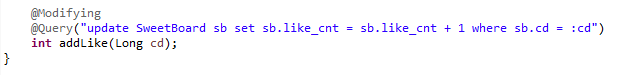 @Modifying
@Query("update SweetBoard sb set sb.like_cnt = sb.like_cnt + 1 where sb.cd = :cd")
int addLike(Long cd);
}